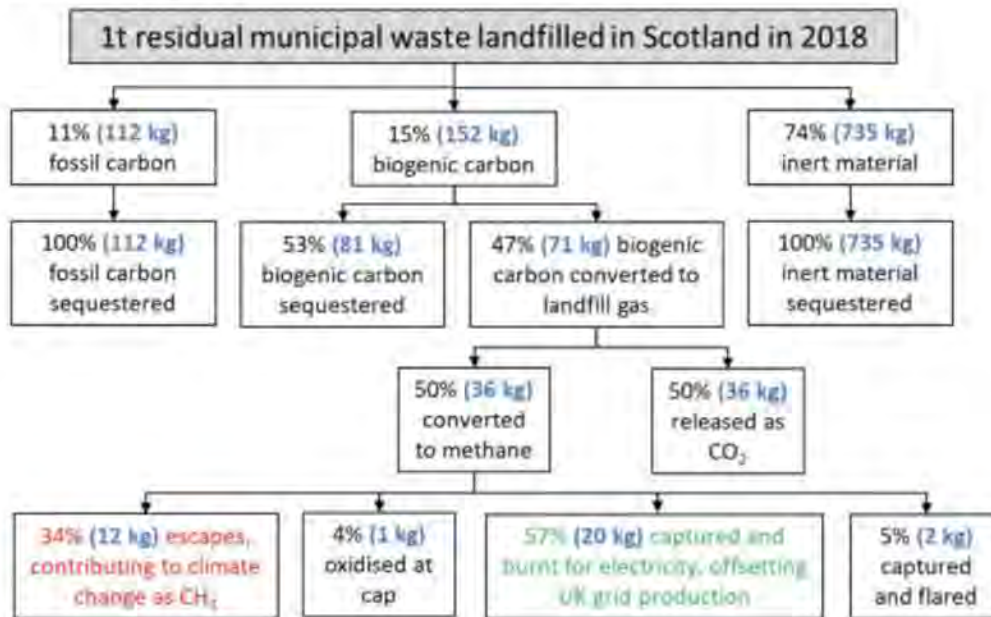 1t residual municipal waste landfilled in Scotland in 2018
11% (112 kg)
fossil carbon
15% (152 kg)
biogenic carbon
74% (735 kg)
inert material
100% (112 kg)
fossil carbon
sequestered
53% (81 kg)
biogenic carbon
sequestered
47% (71 kg) biogenic
carbon converted to
landfill gas
100% (735 kg)
inert material
sequestered
50% (36 kg)
converted
to methane
50% (36 kg)
released as
CO₂
34% (12 kg) escapes,
contributing to climate
change as CH₄
4% (1 kg)
oxidised at
cap
57% (20 kg) captured and
burnt for electricity, offsetting
UK grid production
5% (2 kg)
captured
and flared